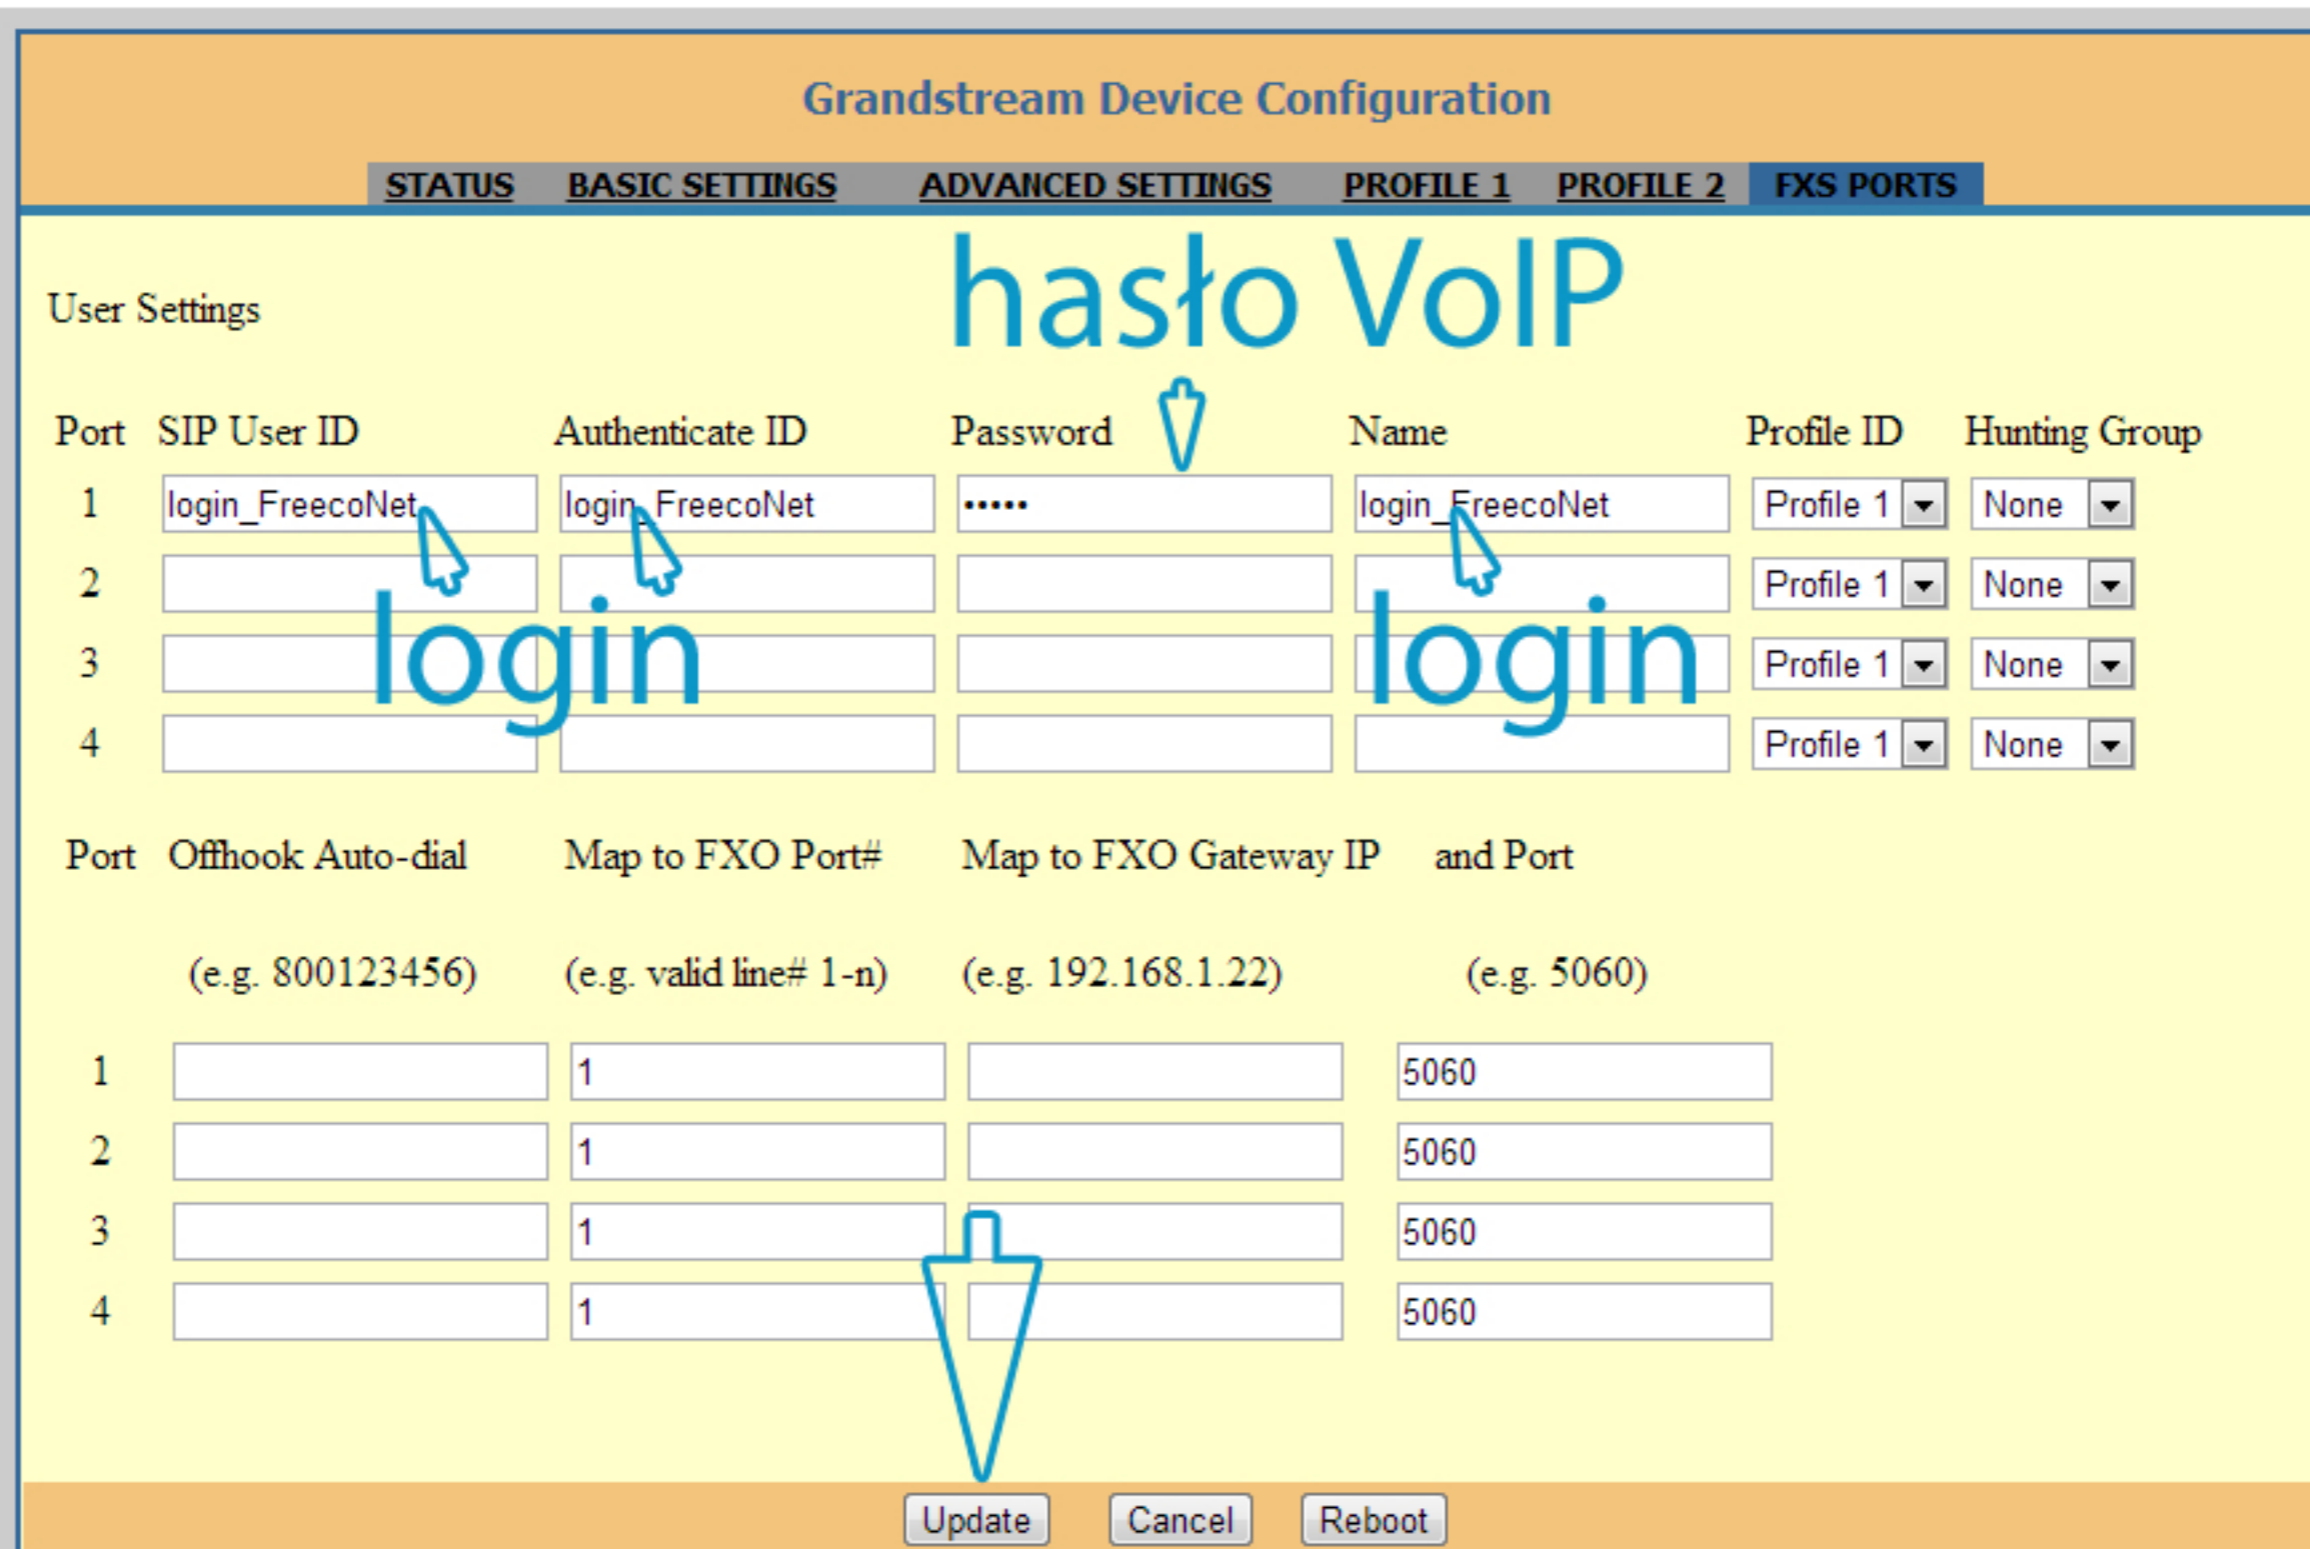 Grandstream Device Configuration
STATUS BASIC SETTINGS ADVANCED SETTINGS PROFILE 1 PROFILE 2 FXS PORTS
hasło VoIP
User Settings
Port SIP User ID Authenticate ID Password Name Profile ID Hunting Group
1 login_FreecoNet login_FreecoNet ••••• login_FreecoNet Profile 1 None
2 Profile 1 None
login login
3 Profile 1 None
4 Profile 1 None
Port Offhook Auto-dial Map to FXO Port# Map to FXO Gateway IP and Port
(e.g. 800123456) (e.g. valid line# 1-n) (e.g. 192.168.1.22) (e.g. 5060)
1 1 5060
2 1 5060
3 1 5060
4 1 5060
Update Cancel Reboot